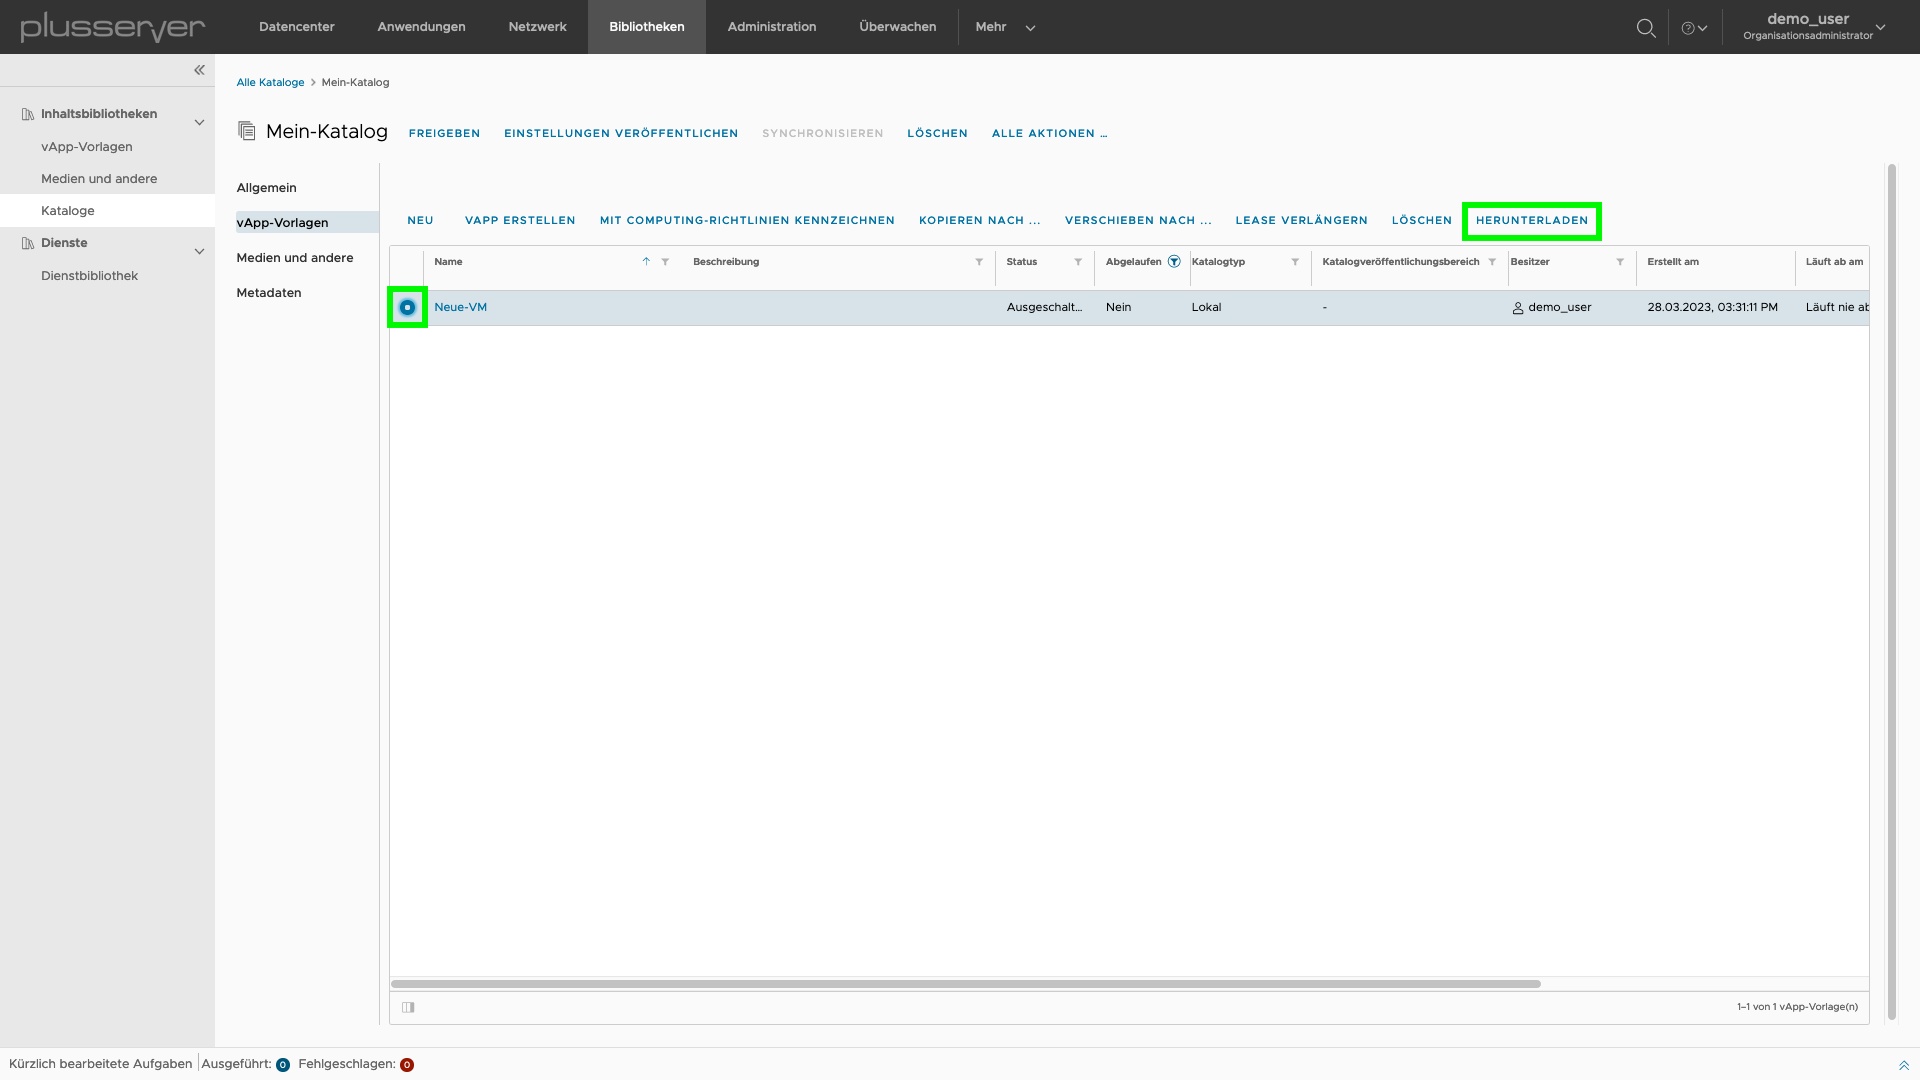 plusserver
Datencenter
Anwendungen
Netzwerk
Bibliotheken
Administration
Überwachen
Mehr
demo_user
Organisationsadministrator
Inhaltsbibliotheken
vApp-Vorlagen
Medien und andere
Kataloge
Dienste
Dienstbibliothek
Alle Kataloge > Mein-Katalog
Mein-Katalog
FREIGEBEN
EINSTELLUNGEN VERÖFFENTLICHEN
SYNCHRONISIEREN
LÖSCHEN
ALLE AKTIONEN ...
Allgemein
vApp-Vorlagen
Medien und andere
Metadaten
NEU
VAPP ERSTELLEN
MIT COMPUTING-RICHTLINIEN KENNZEICHNEN
KOPIEREN NACH ...
VERSCHIEBEN NACH ...
LEASE VERLÄNGERN
LÖSCHEN
HERUNTERLADEN
Name
Beschreibung
Status
Abgelaufen
Katalogtyp
Katalogveröffentlichungsbereich
Besitzer
Erstellt am
Läuft ab am
Neue-VM
Ausgeschalt...
Nein
Lokal
-
demo_user
28.03.2023, 03:31:11 PM
Läuft nie ab
1–1 von 1 vApp-Vorlage(n)
Kürzlich bearbeitete Aufgaben
Ausgeführt: 0
Fehlgeschlagen: 0